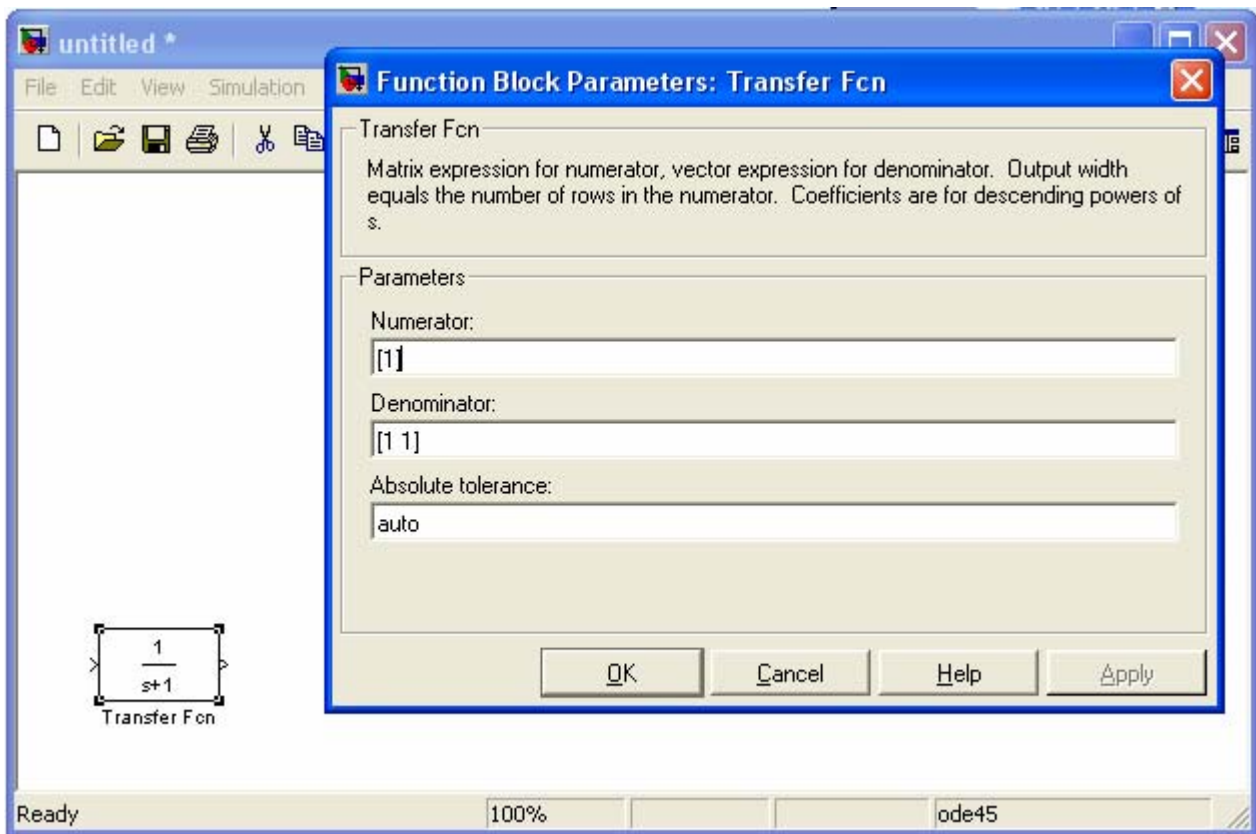 untitled *
File Edit View Simulation
Function Block Parameters: Transfer Fcn
Transfer Fcn
Matrix expression for numerator, vector expression for denominator. Output width
equals the number of rows in the numerator. Coefficients are for descending powers of
s.
Parameters
Numerator:
[1]
Denominator:
[1 1]
Absolute tolerance:
auto
OK Cancel Help Apply
1
s+1
Transfer Fcn
Ready 100% ode45